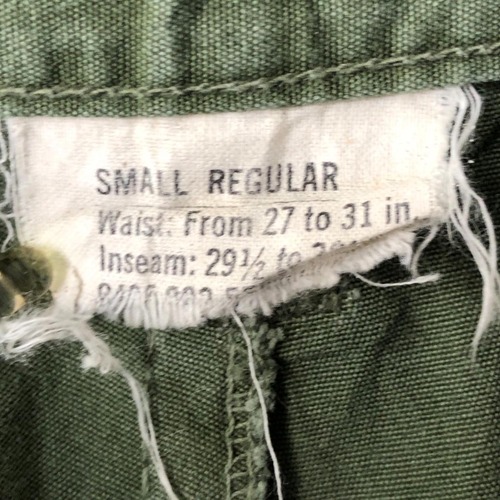 SMALL REGULAR
Waist: From 27 to 31 in.
Inseam: 29½ to